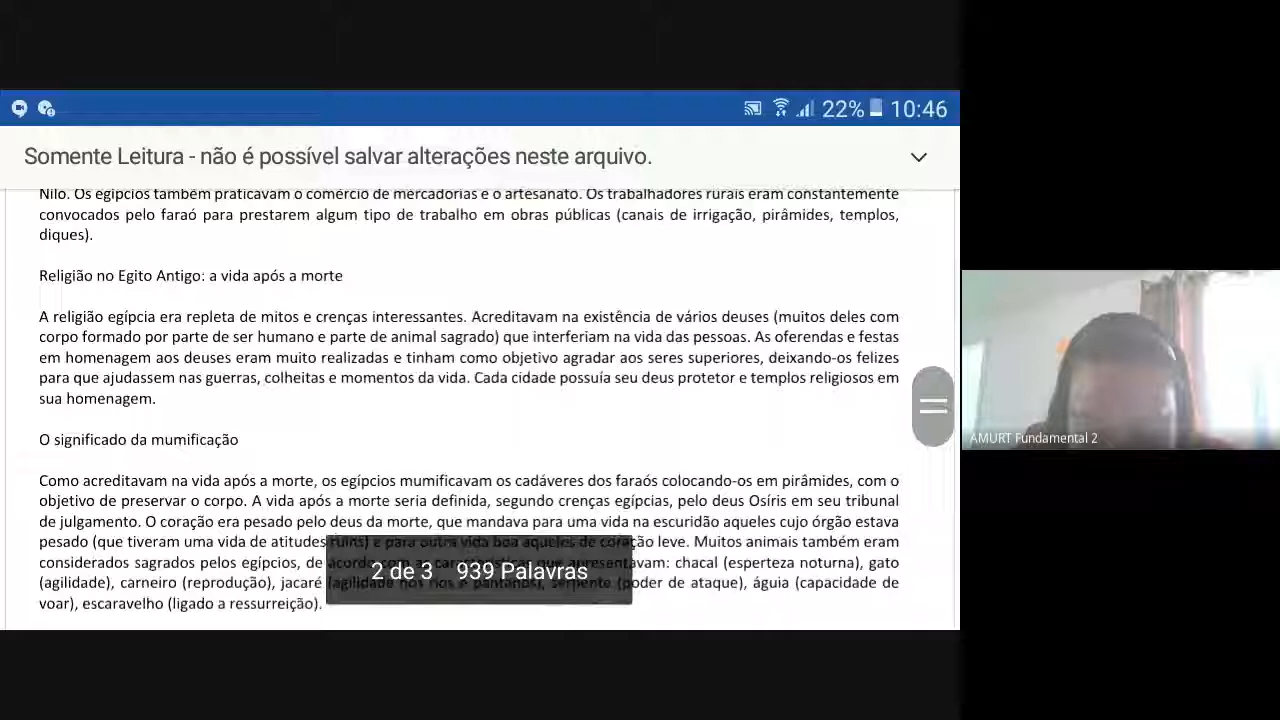 22% 10:46
Somente Leitura - não é possível salvar alterações neste arquivo.
Nilo. Os egípcios também praticavam o comércio de mercadorias e o artesanato. Os trabalhadores rurais eram constantemente
convocados pelo faraó para prestarem algum tipo de trabalho em obras públicas (canais de irrigação, pirâmides, templos,
diques).
Religião no Egito Antigo: a vida após a morte
A religião egípcia era repleta de mitos e crenças interessantes. Acreditavam na existência de vários deuses (muitos deles com
corpo formado por parte de ser humano e parte de animal sagrado) que interferiam na vida das pessoas. As oferendas e festas
em homenagem aos deuses eram muito realizadas e tinham como objetivo agradar aos seres superiores, deixando-os felizes
para que ajudassem nas guerras, colheitas e momentos da vida. Cada cidade possuía seu deus protetor e templos religiosos em
sua homenagem.
O significado da mumificação
Como acreditavam na vida após a morte, os egípcios mumificavam os cadáveres dos faraós colocando-os em pirâmides, com o
objetivo de preservar o corpo. A vida após a morte seria definida, segundo crenças egípcias, pelo deus Osíris em seu tribunal
de julgamento. O coração era pesado pelo deus da morte, que mandava para uma vida na escuridão aqueles cujo órgão estava
pesado (que tiveram uma vida de atitudes ruins) e para outra vida boa aqueles de coração leve. Muitos animais também eram
considerados sagrados pelos egípcios, de acordo com as características que apresentavam: chacal (esperteza noturna), gato
(agilidade), carneiro (reprodução), jacaré (agilidade nos rios e pântanos), serpente (poder de ataque), águia (capacidade de
voar), escaravelho (ligado a ressurreição).
2 de 3 939 Palavras
AMURT Fundamental 2